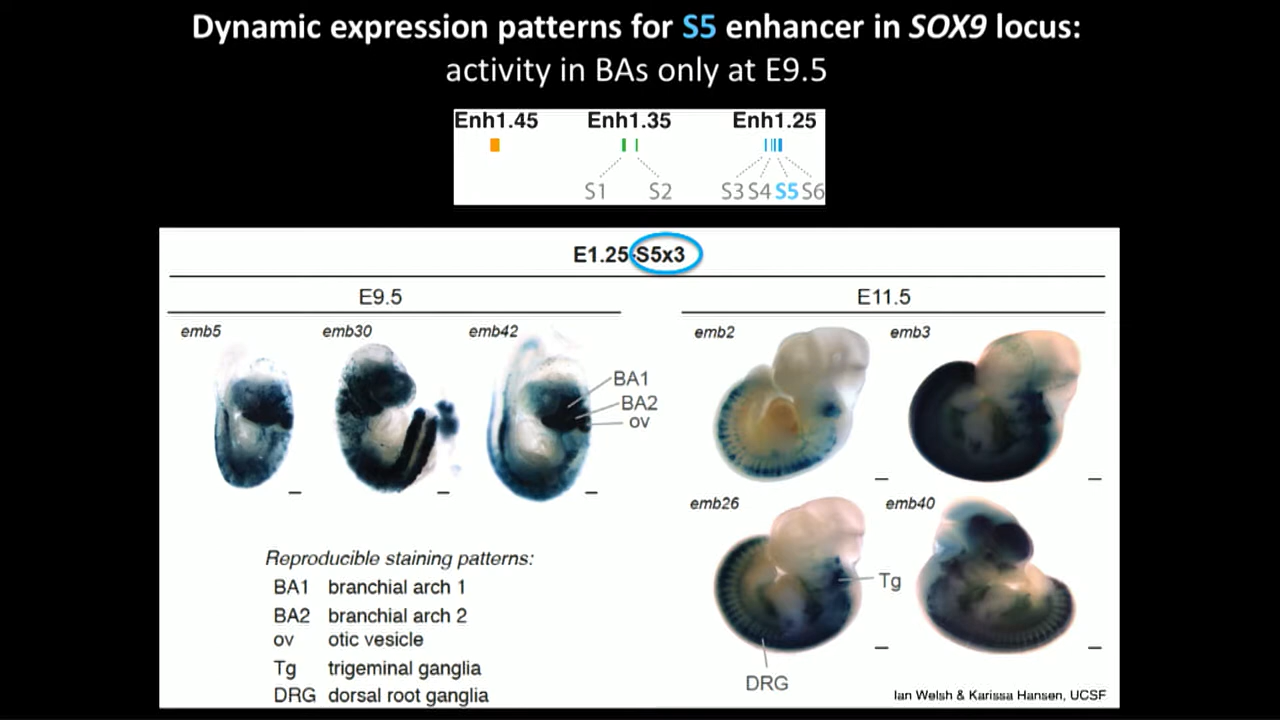 Dynamic expression patterns for S5 enhancer in SOX9 locus:
activity in BAs only at E9.5
Enh1.45 Enh1.35 Enh1.25
S1 S2 S3 S4 S5 S6
E1.25-S5x3
E9.5 E11.5
emb5 emb30 emb42 emb2 emb3
BA1
BA2
ov
emb26 emb40
Tg
DRG
Reproducible staining patterns:
BA1 branchial arch 1
BA2 branchial arch 2
ov otic vesicle
Tg trigeminal ganglia
DRG dorsal root ganglia
Ian Welsh & Karissa Hansen, UCSF